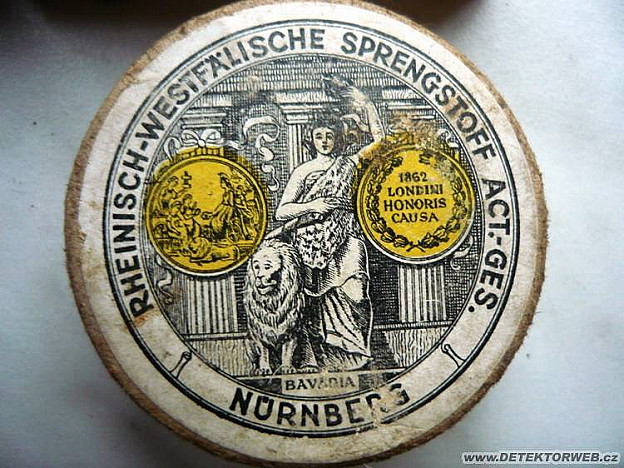 RHEINISCH-WESTFÄLISCHE SPRENGSTOFF ACT.-GES.
1862
LONDINI
HONORIS
CAUSA
BAVARIA
NÜRNBERG
www.DETEKTORWEB.cz